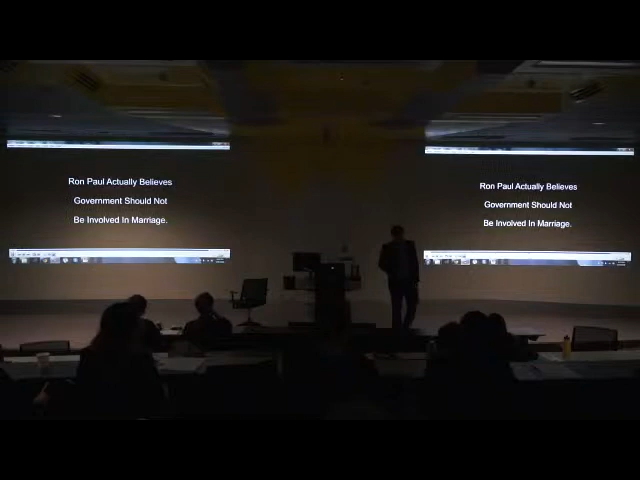 Ron Paul Actually Believes
Government Should Not
Be Involved In Marriage.
Ron Paul Actually Believes
Government Should Not
Be Involved In Marriage.